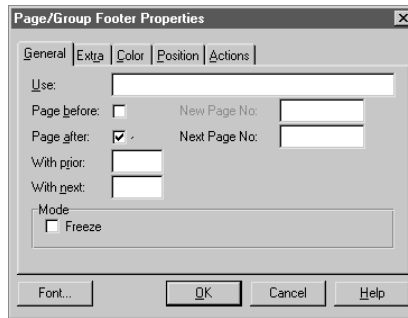 Page/Group Footer Properties
General Extra Color Position Actions
Use:
Page before: New Page No:
Page after: Next Page No:
With prior:
With next:
Mode
Freeze
Font... OK Cancel Help